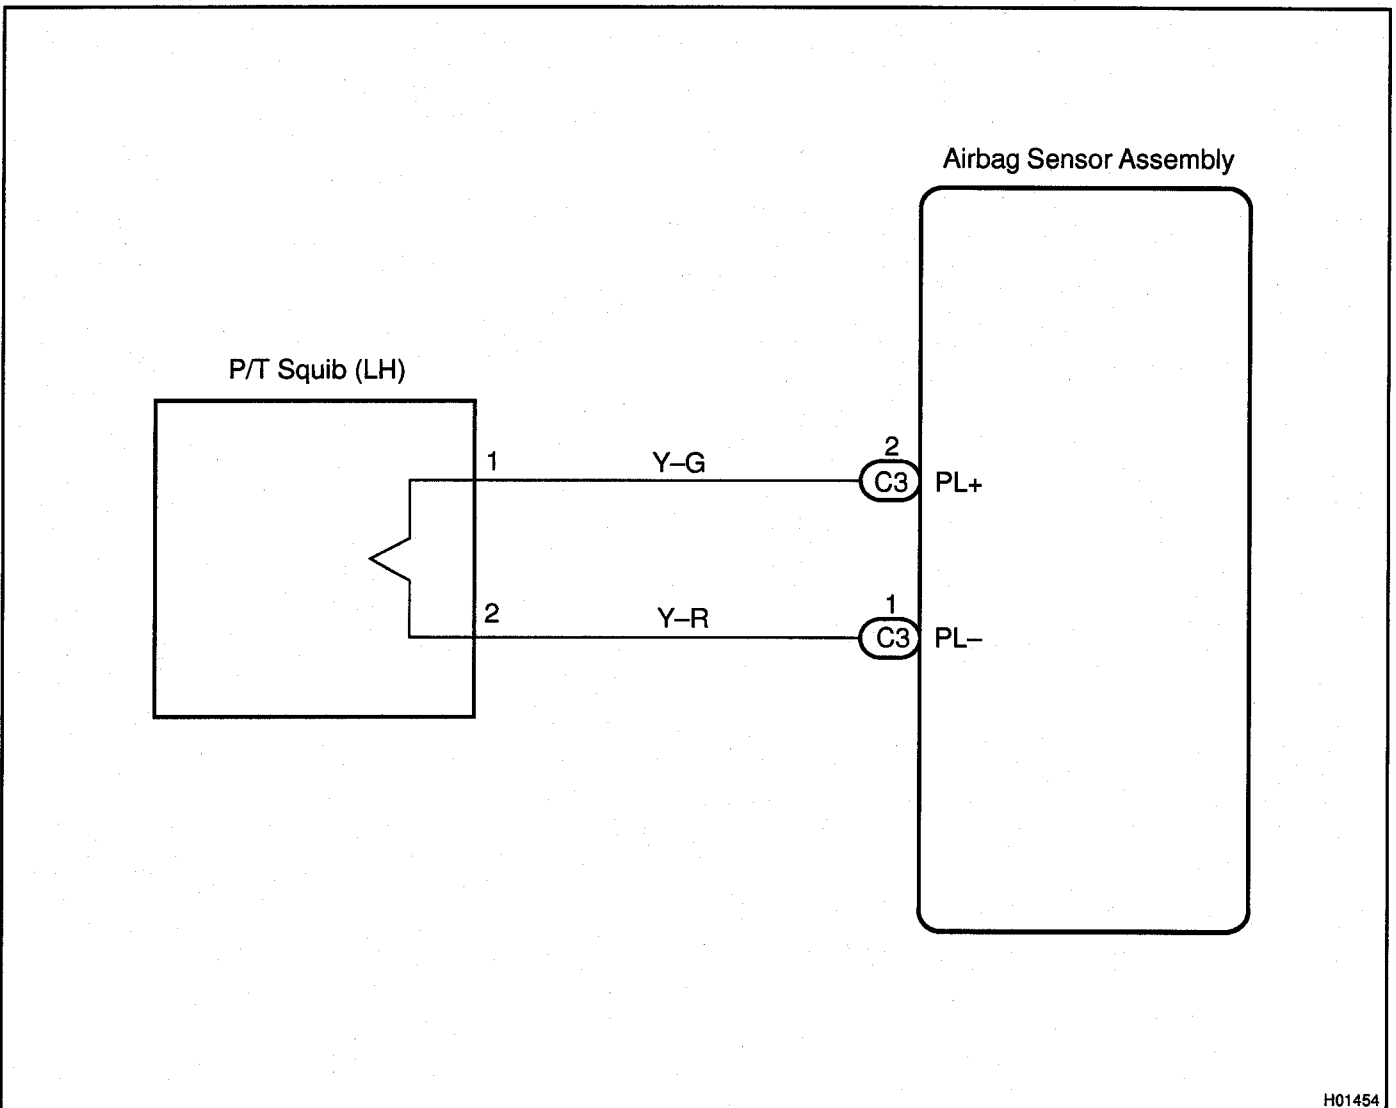 Airbag Sensor Assembly
P/T Squib (LH)
1 Y–G 2
C3 PL+
2 Y–R 1
C3 PL–
H01454